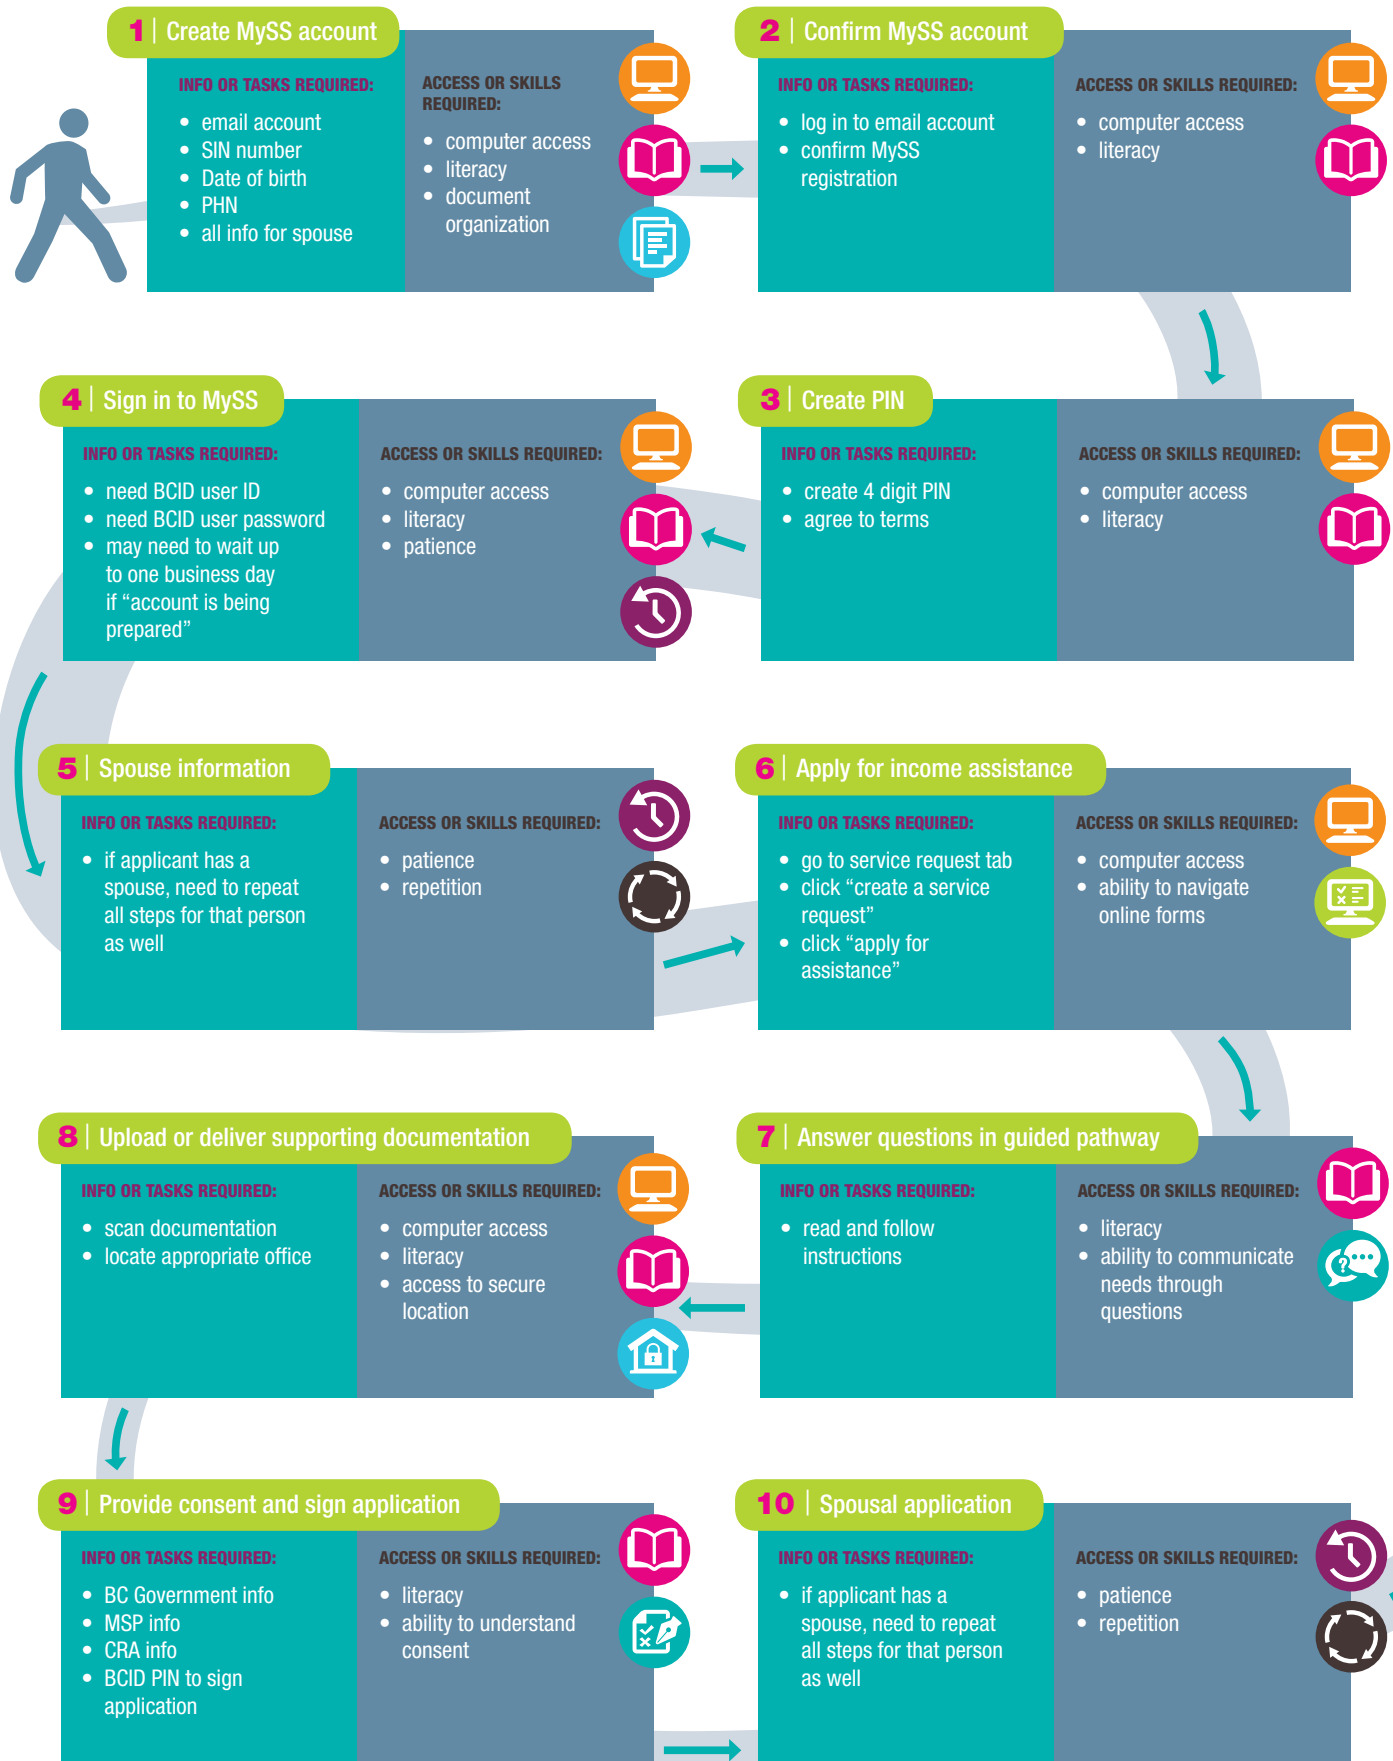 1 | Create MySS account
INFO OR TASKS REQUIRED:
• email account
• SIN number
• Date of birth
• PHN
• all info for spouse
ACCESS OR SKILLS
REQUIRED:
• computer access
• literacy
• document
organization
2 | Confirm MySS account
INFO OR TASKS REQUIRED:
• log in to email account
• confirm MySS
registration
ACCESS OR SKILLS REQUIRED:
• computer access
• literacy
3 | Create PIN
INFO OR TASKS REQUIRED:
• create 4 digit PIN
• agree to terms
ACCESS OR SKILLS REQUIRED:
• computer access
• literacy
4 | Sign in to MySS
INFO OR TASKS REQUIRED:
• need BCID user ID
• need BCID user password
• may need to wait up
to one business day
if “account is being
prepared”
ACCESS OR SKILLS REQUIRED:
• computer access
• literacy
• patience
5 | Spouse information
INFO OR TASKS REQUIRED:
• if applicant has a
spouse, need to repeat
all steps for that person
as well
ACCESS OR SKILLS REQUIRED:
• patience
• repetition
6 | Apply for income assistance
INFO OR TASKS REQUIRED:
• go to service request tab
• click “create a service
request”
• click “apply for
assistance”
ACCESS OR SKILLS REQUIRED:
• computer access
• ability to navigate
online forms
7 | Answer questions in guided pathway
INFO OR TASKS REQUIRED:
• read and follow
instructions
ACCESS OR SKILLS REQUIRED:
• literacy
• ability to communicate
needs through
questions
8 | Upload or deliver supporting documentation
INFO OR TASKS REQUIRED:
• scan documentation
• locate appropriate office
ACCESS OR SKILLS REQUIRED:
• computer access
• literacy
• access to secure
location
9 | Provide consent and sign application
INFO OR TASKS REQUIRED:
• BC Government info
• MSP info
• CRA info
• BCID PIN to sign
application
ACCESS OR SKILLS REQUIRED:
• literacy
• ability to understand
consent
10 | Spousal application
INFO OR TASKS REQUIRED:
• if applicant has a
spouse, need to repeat
all steps for that person
as well
ACCESS OR SKILLS REQUIRED:
• patience
• repetition